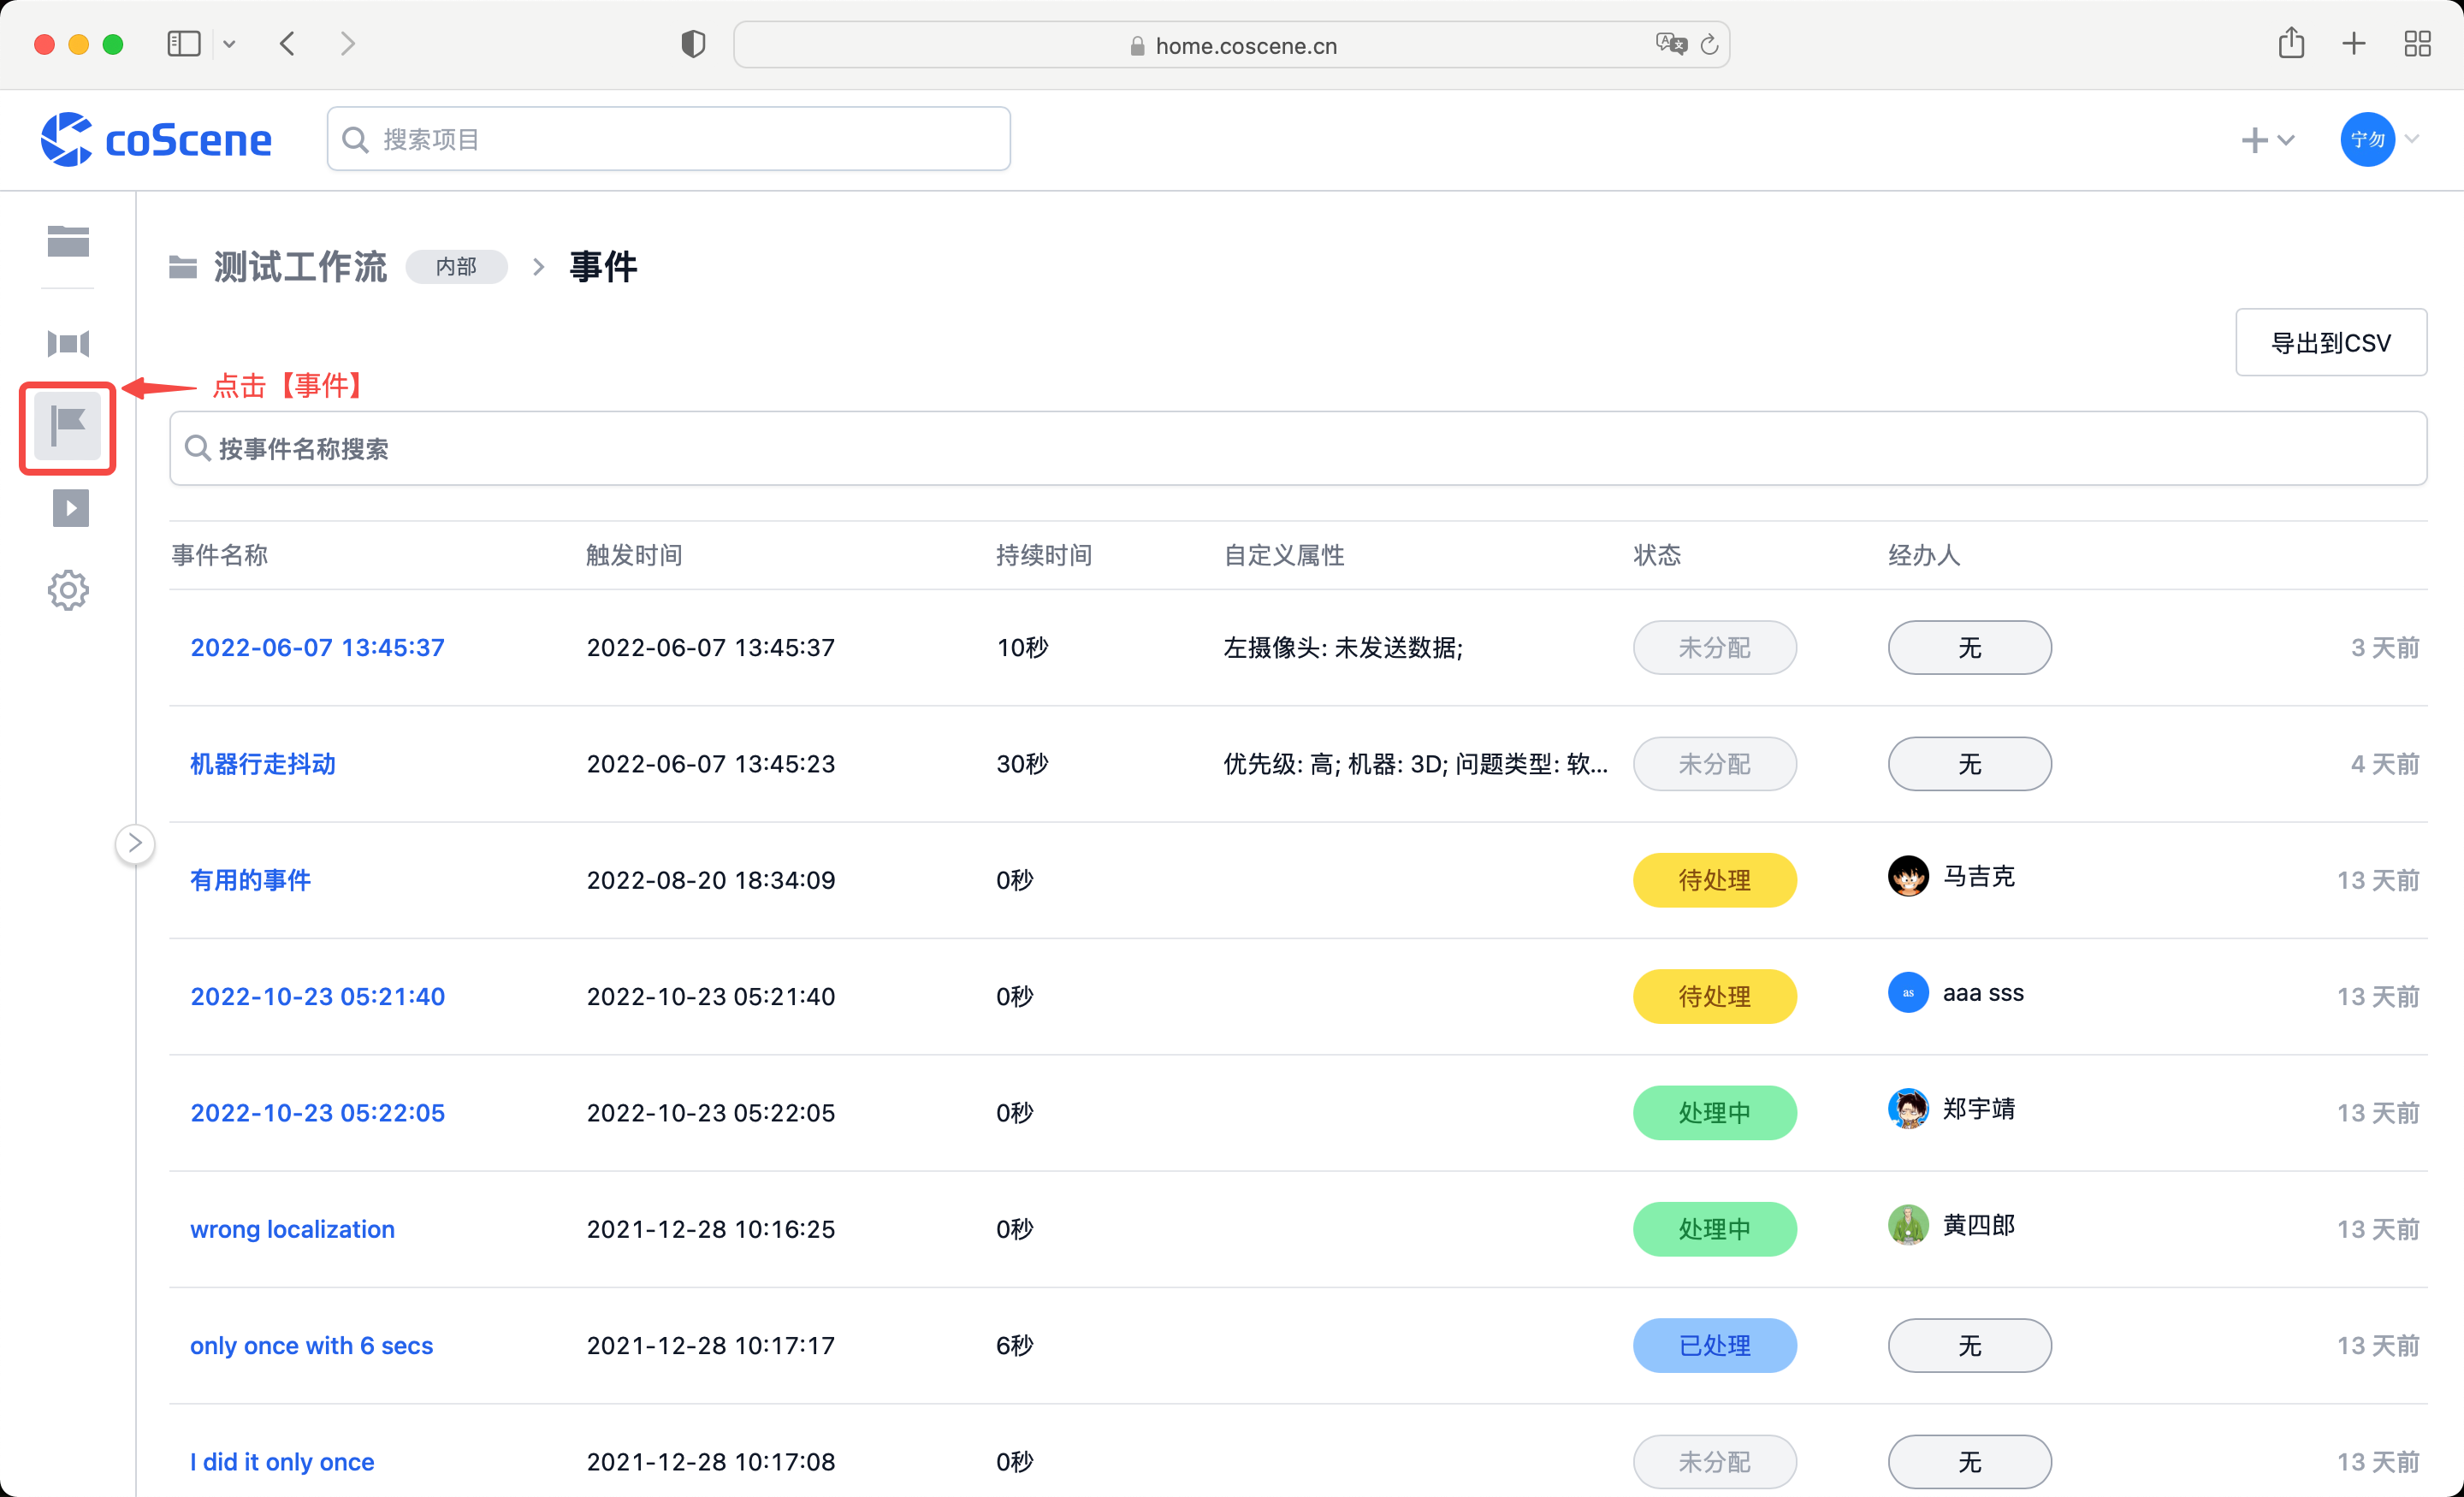 home.coscene.cn
coScene
搜索项目
宁勿
测试工作流 内部 > 事件
导出到CSV
点击【事件】
按事件名称搜索
事件名称 触发时间 持续时间 自定义属性 状态 经办人
2022-06-07 13:45:37 2022-06-07 13:45:37 10秒 左摄像头: 未发送数据; 未分配 无 3 天前
机器行走抖动 2022-06-07 13:45:23 30秒 优先级: 高; 机器: 3D; 问题类型: 软... 未分配 无 4 天前
有用的事件 2022-08-20 18:34:09 0秒 待处理 马吉克 13 天前
2022-10-23 05:21:40 2022-10-23 05:21:40 0秒 待处理 as aaa sss 13 天前
2022-10-23 05:22:05 2022-10-23 05:22:05 0秒 处理中 郑宇靖 13 天前
wrong localization 2021-12-28 10:16:25 0秒 处理中 黄四郎 13 天前
only once with 6 secs 2021-12-28 10:17:17 6秒 已处理 无 13 天前
I did it only once 2021-12-28 10:17:08 0秒 未分配 无 13 天前